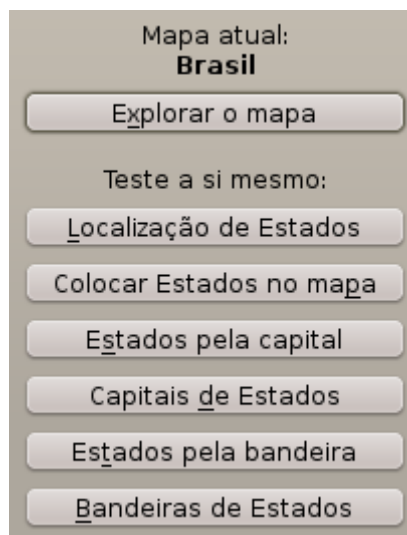 Mapa atual:
Brasil
Explorar o mapa
Teste a si mesmo:
Localização de Estados
Colocar Estados no mapa
Estados pela capital
Capitais de Estados
Estados pela bandeira
Bandeiras de Estados